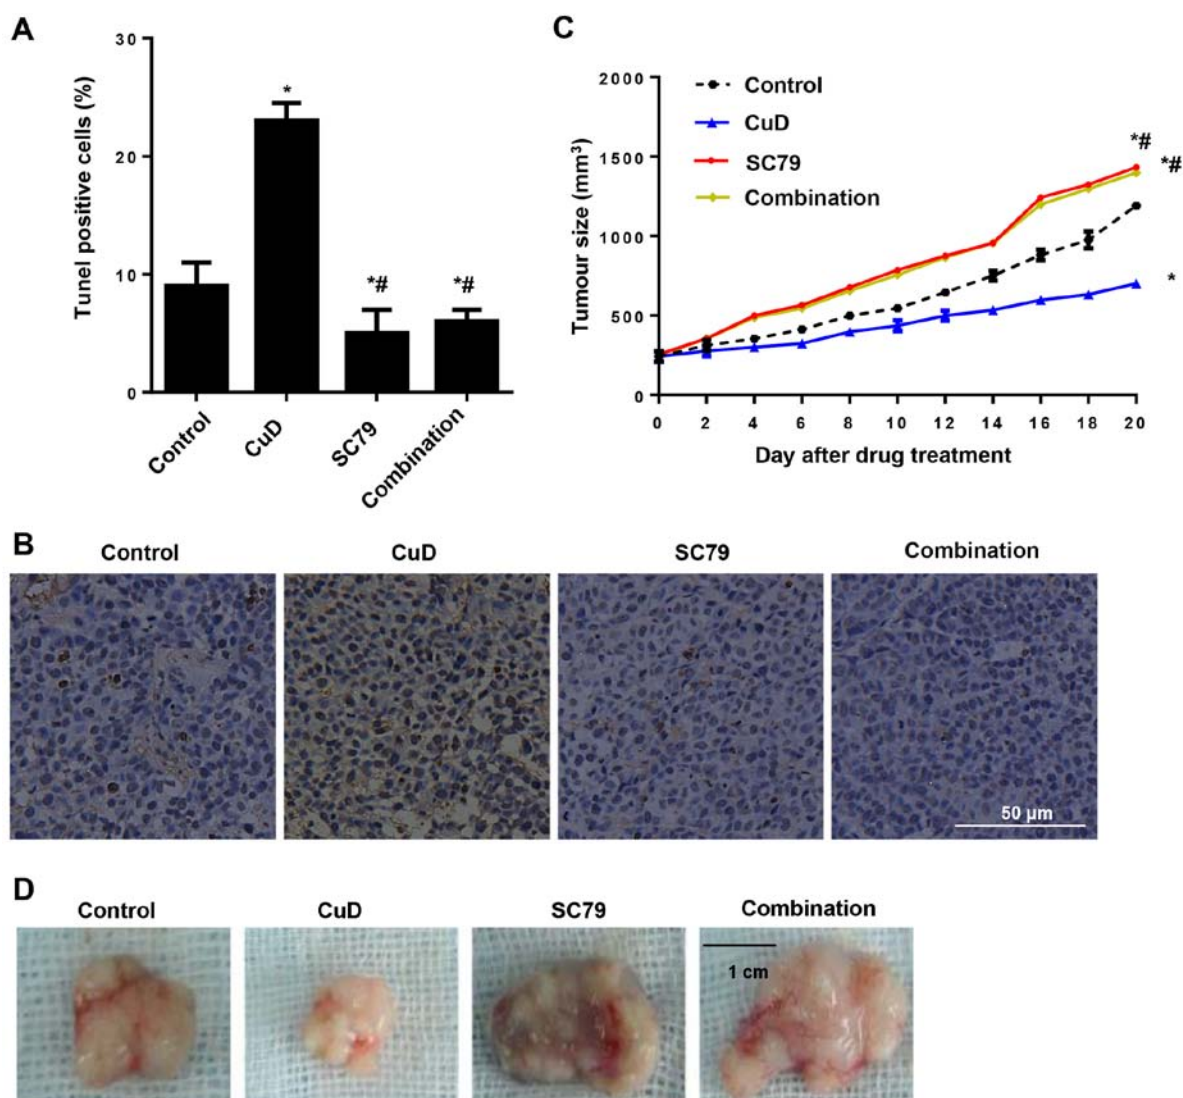 A
30
20
10
0
Tunel positive cells (%)
*
*#
*#
Control
CuD
SC79
Combination
C
2000
1500
1000
500
0
Tumour size (mm³)
Control
CuD
SC79
Combination
*#
*#
*
0 2 4 6 8 10 12 14 16 18 20
Day after drug treatment
B
Control CuD SC79 Combination
50 µm
D
Control CuD SC79 Combination
1 cm